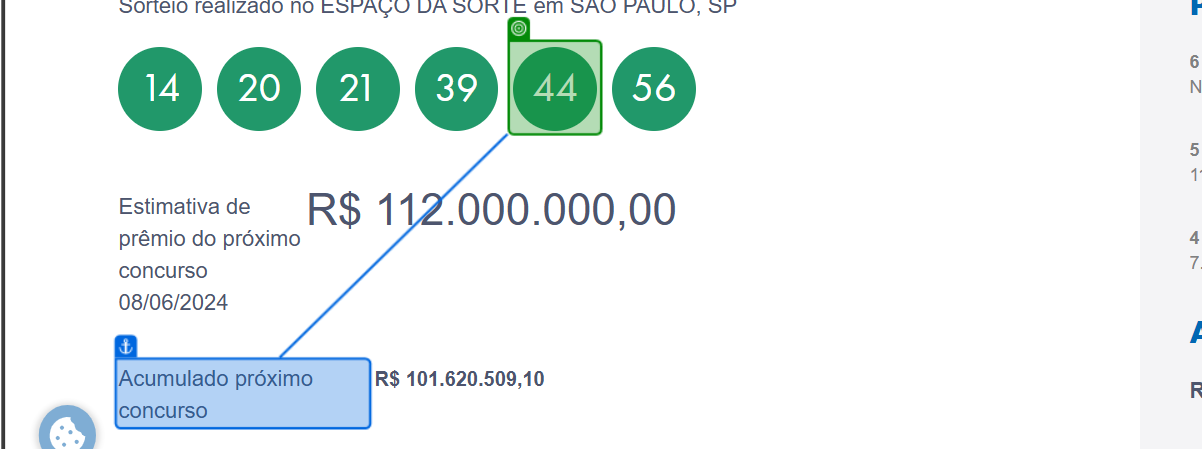 Sorteio realizado no ESPAÇO DA SORTE em SÃO PAULO, SP
14 20 21 39 44 56
Estimativa de
prêmio do próximo
concurso
08/06/2024
R$ 112.000.000,00
Acumulado próximo
concurso
R$ 101.620.509,10
6
N
5
4
7.
A
R